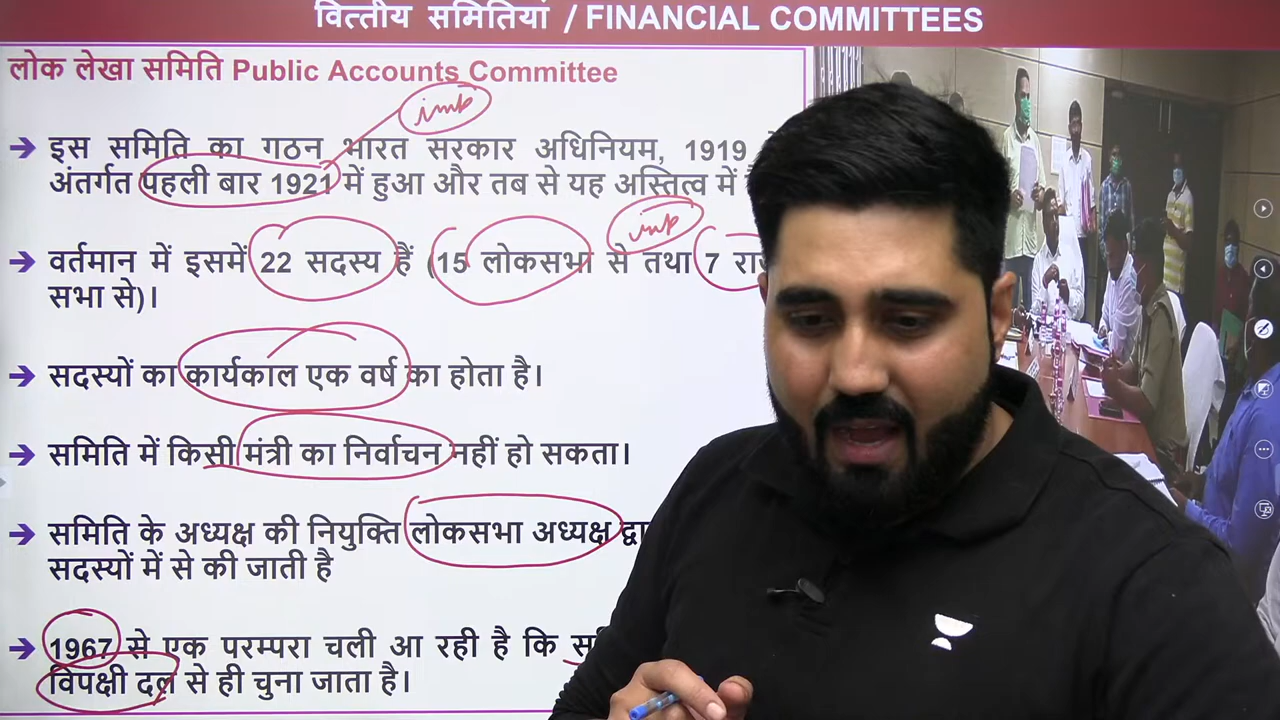 वित्तीय समितियां / FINANCIAL COMMITTEES
लोक लेखा समिति Public Accounts Committee
imp
इस समिति का गठन भारत सरकार अधिनियम, 1919
अंतर्गत पहली बार 1921 में हुआ और तब से यह अस्तित्व में
imp
वर्तमान में इसमें 22 सदस्य हैं (15 लोकसभा से तथा 7
सभा से)।
सदस्यों का कार्यकाल एक वर्ष का होता है।
समिति में किसी मंत्री का निर्वाचन नहीं हो सकता।
समिति के अध्यक्ष की नियुक्ति लोकसभा अध्यक्ष
सदस्यों में से की जाती है
1967 से एक परम्परा चली आ रही है कि
विपक्षी दल से ही चुना जाता है।